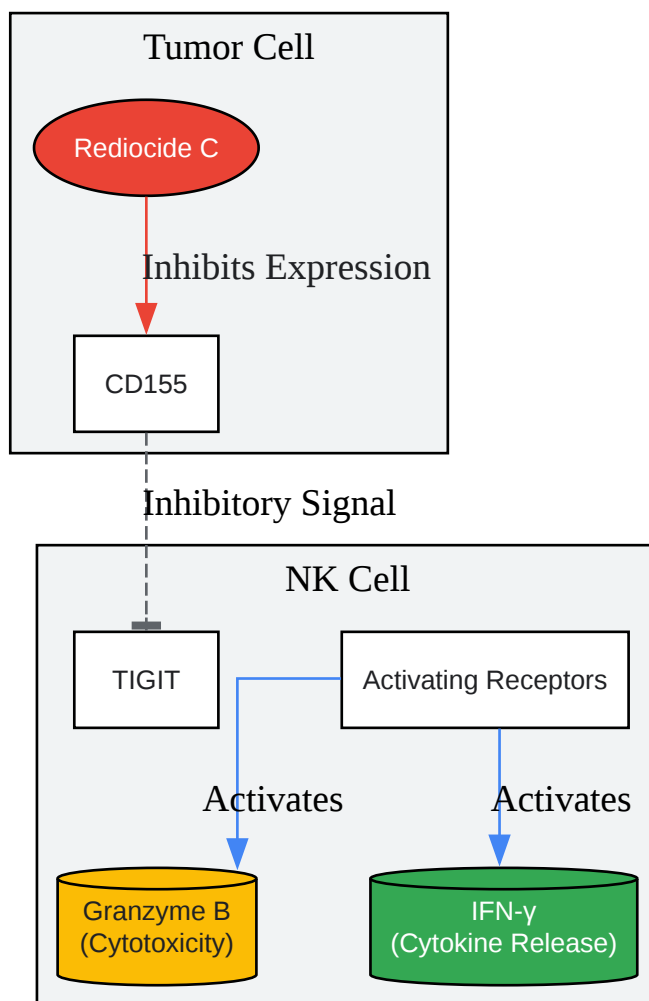 Tumor Cell
Rediocide C
Inhibits Expression
CD155
Inhibitory Signal
NK Cell
TIGIT
Activating Receptors
Activates
Activates
Granzyme B
(Cytotoxicity)
IFN-γ
(Cytokine Release)